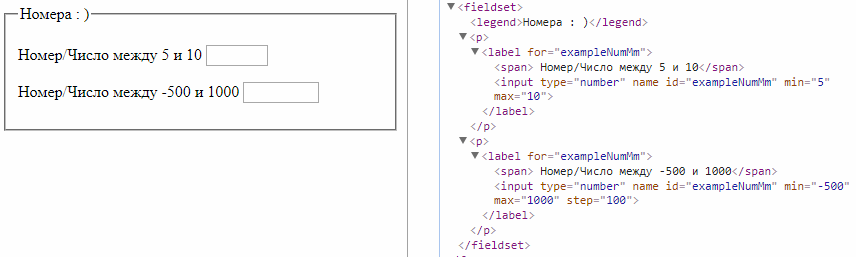 Номера : )
Номер/Число между 5 и 10
Номер/Число между -500 и 1000
▼<fieldset>
<legend>Номера : )</legend>
▼<p>
▼<label for="exampleNumMm">
<span> Номер/Число между 5 и 10</span>
<input type="number" name id="exampleNumMm" min="5"
max="10">
</label>
</p>
▼<p>
▼<label for="exampleNumMm">
<span> Номер/Число между -500 и 1000</span>
<input type="number" name id="exampleNumMm" min="-500"
max="1000" step="100">
</label>
</p>
</fieldset>